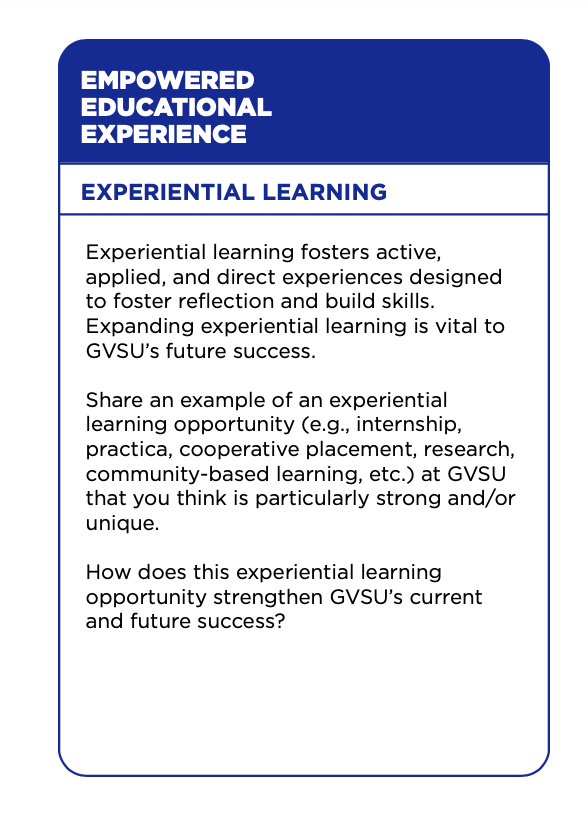 EMPOWERED
EDUCATIONAL
EXPERIENCE
EXPERIENTIAL LEARNING
Experiential learning fosters active,
applied, and direct experiences designed
to foster reflection and build skills.
Expanding experiential learning is vital to
GVSU’s future success.
Share an example of an experiential
learning opportunity (e.g., internship,
practica, cooperative placement, research,
community-based learning, etc.) at GVSU
that you think is particularly strong and/or
unique.
How does this experiential learning
opportunity strengthen GVSU’s current
and future success?